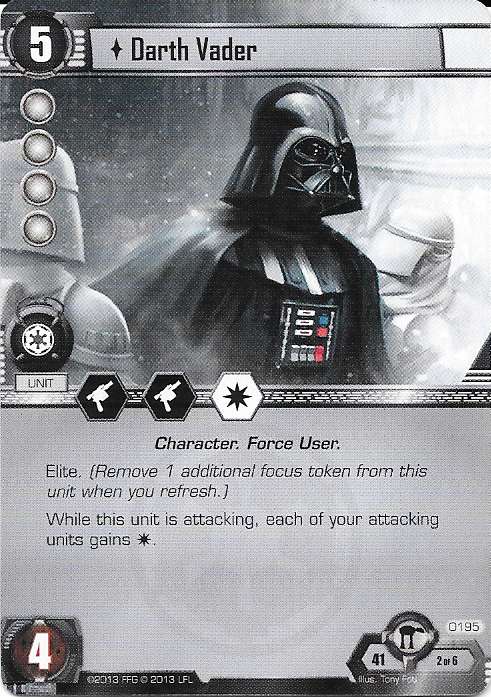 5
Darth Vader
UNIT
Character. Force User.
Elite. (Remove 1 additional focus token from this
unit when you refresh.)
While this unit is attacking, each of your attacking
units gains .
4
0195
41
2 OF 6
©2013 FFG © 2013 LFL
Illus. Tony Foti